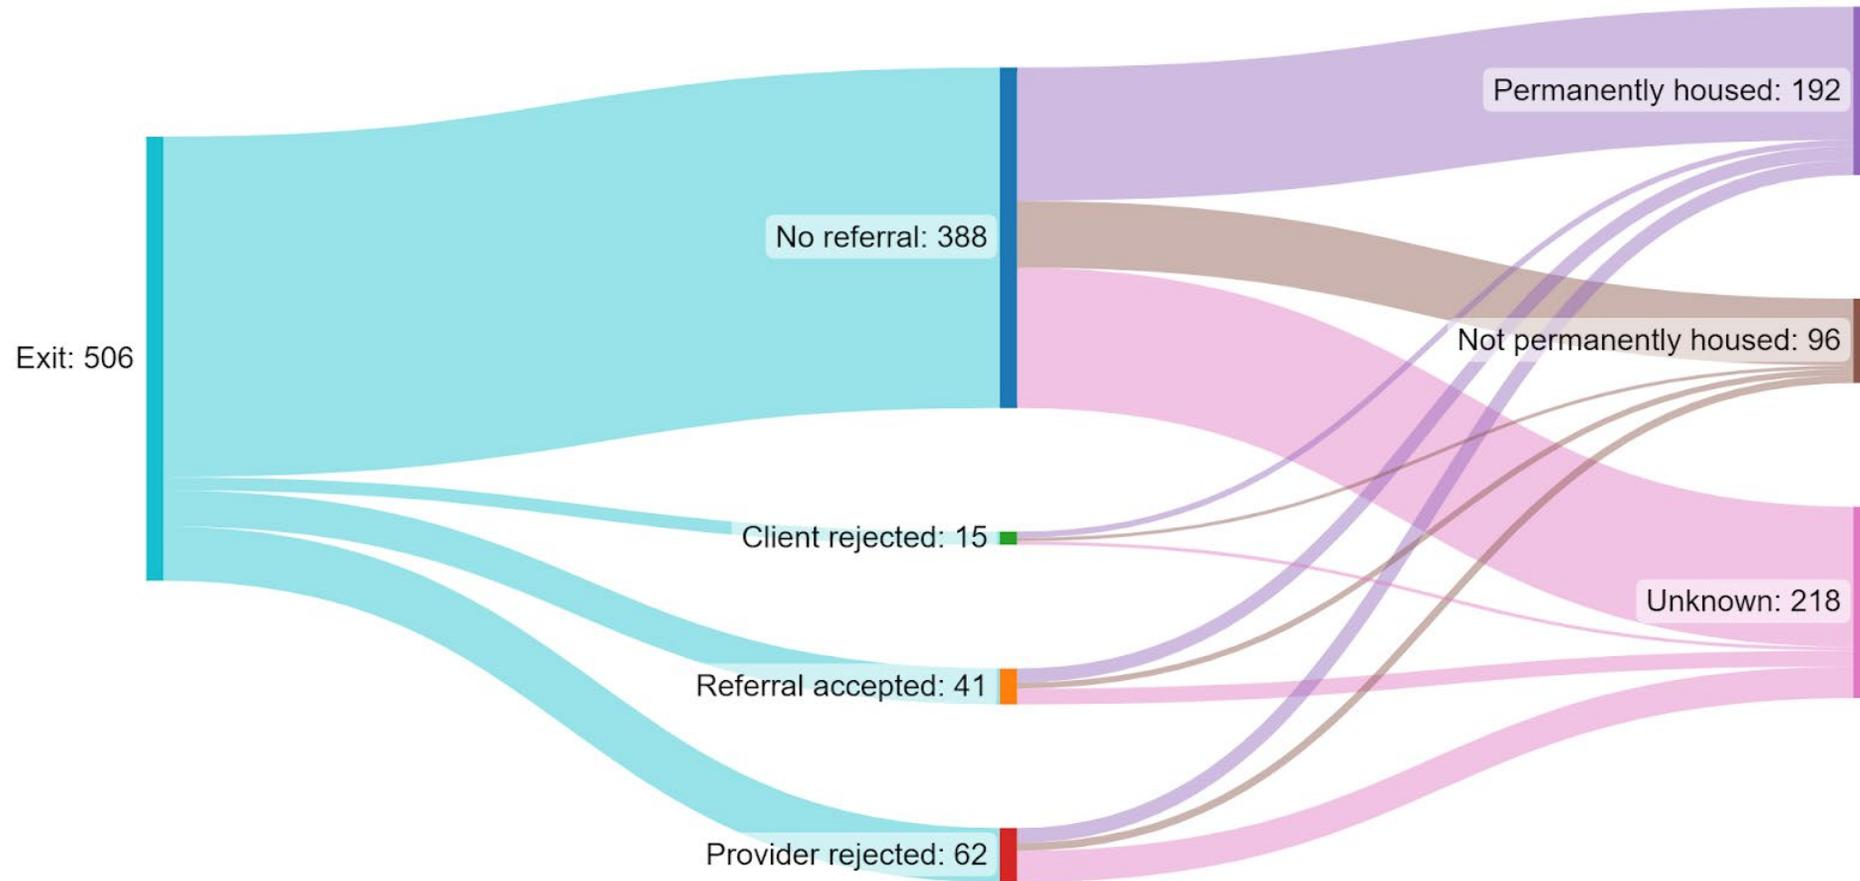 Exit: 506
No referral: 388
Client rejected: 15
Referral accepted: 41
Provider rejected: 62
Permanently housed: 192
Not permanently housed: 96
Unknown: 218